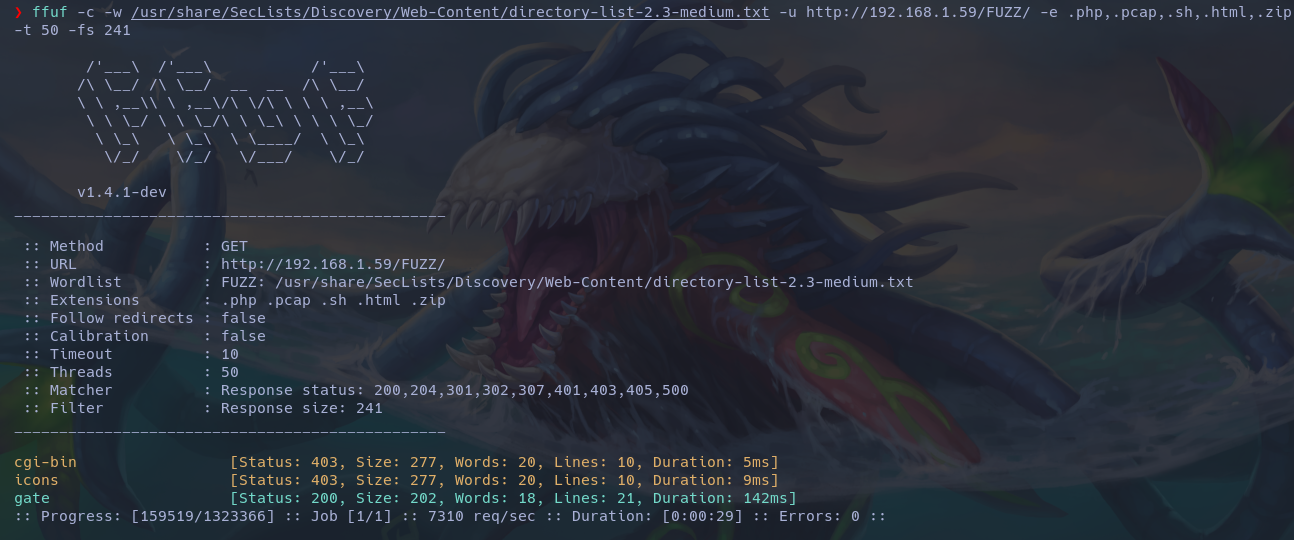 ❯ ffuf -c -w /usr/share/SecLists/Discovery/Web-Content/directory-list-2.3-medium.txt -u http://192.168.1.59/FUZZ/ -e .php,.pcap,.sh,.html,.zip
-t 50 -fs 241
        /'___\  /'___\           /'___\
       /\ \__/ /\ \__/  __  __  /\ \__/
       \ \ ,__\\ \ ,__\/\ \/\ \ \ \ ,__\
        \ \ \_/ \ \ \_/\ \ \_\ \ \ \ \_/
         \ \_\   \ \_\  \ \____/  \ \_\
          \/_/    \/_/   \/___/    \/_/
       v1.4.1-dev
________________________________________________
 :: Method           : GET
 :: URL              : http://192.168.1.59/FUZZ/
 :: Wordlist         : FUZZ: /usr/share/SecLists/Discovery/Web-Content/directory-list-2.3-medium.txt
 :: Extensions       : .php .pcap .sh .html .zip
 :: Follow redirects : false
 :: Calibration      : false
 :: Timeout          : 10
 :: Threads          : 50
 :: Matcher          : Response status: 200,204,301,302,307,401,403,405,500
 :: Filter           : Response size: 241
________________________________________________
cgi-bin                 [Status: 403, Size: 277, Words: 20, Lines: 10, Duration: 5ms]
icons                   [Status: 403, Size: 277, Words: 20, Lines: 10, Duration: 9ms]
gate                    [Status: 200, Size: 202, Words: 18, Lines: 21, Duration: 142ms]
:: Progress: [159519/1323366] :: Job [1/1] :: 7310 req/sec :: Duration: [0:00:29] :: Errors: 0 ::